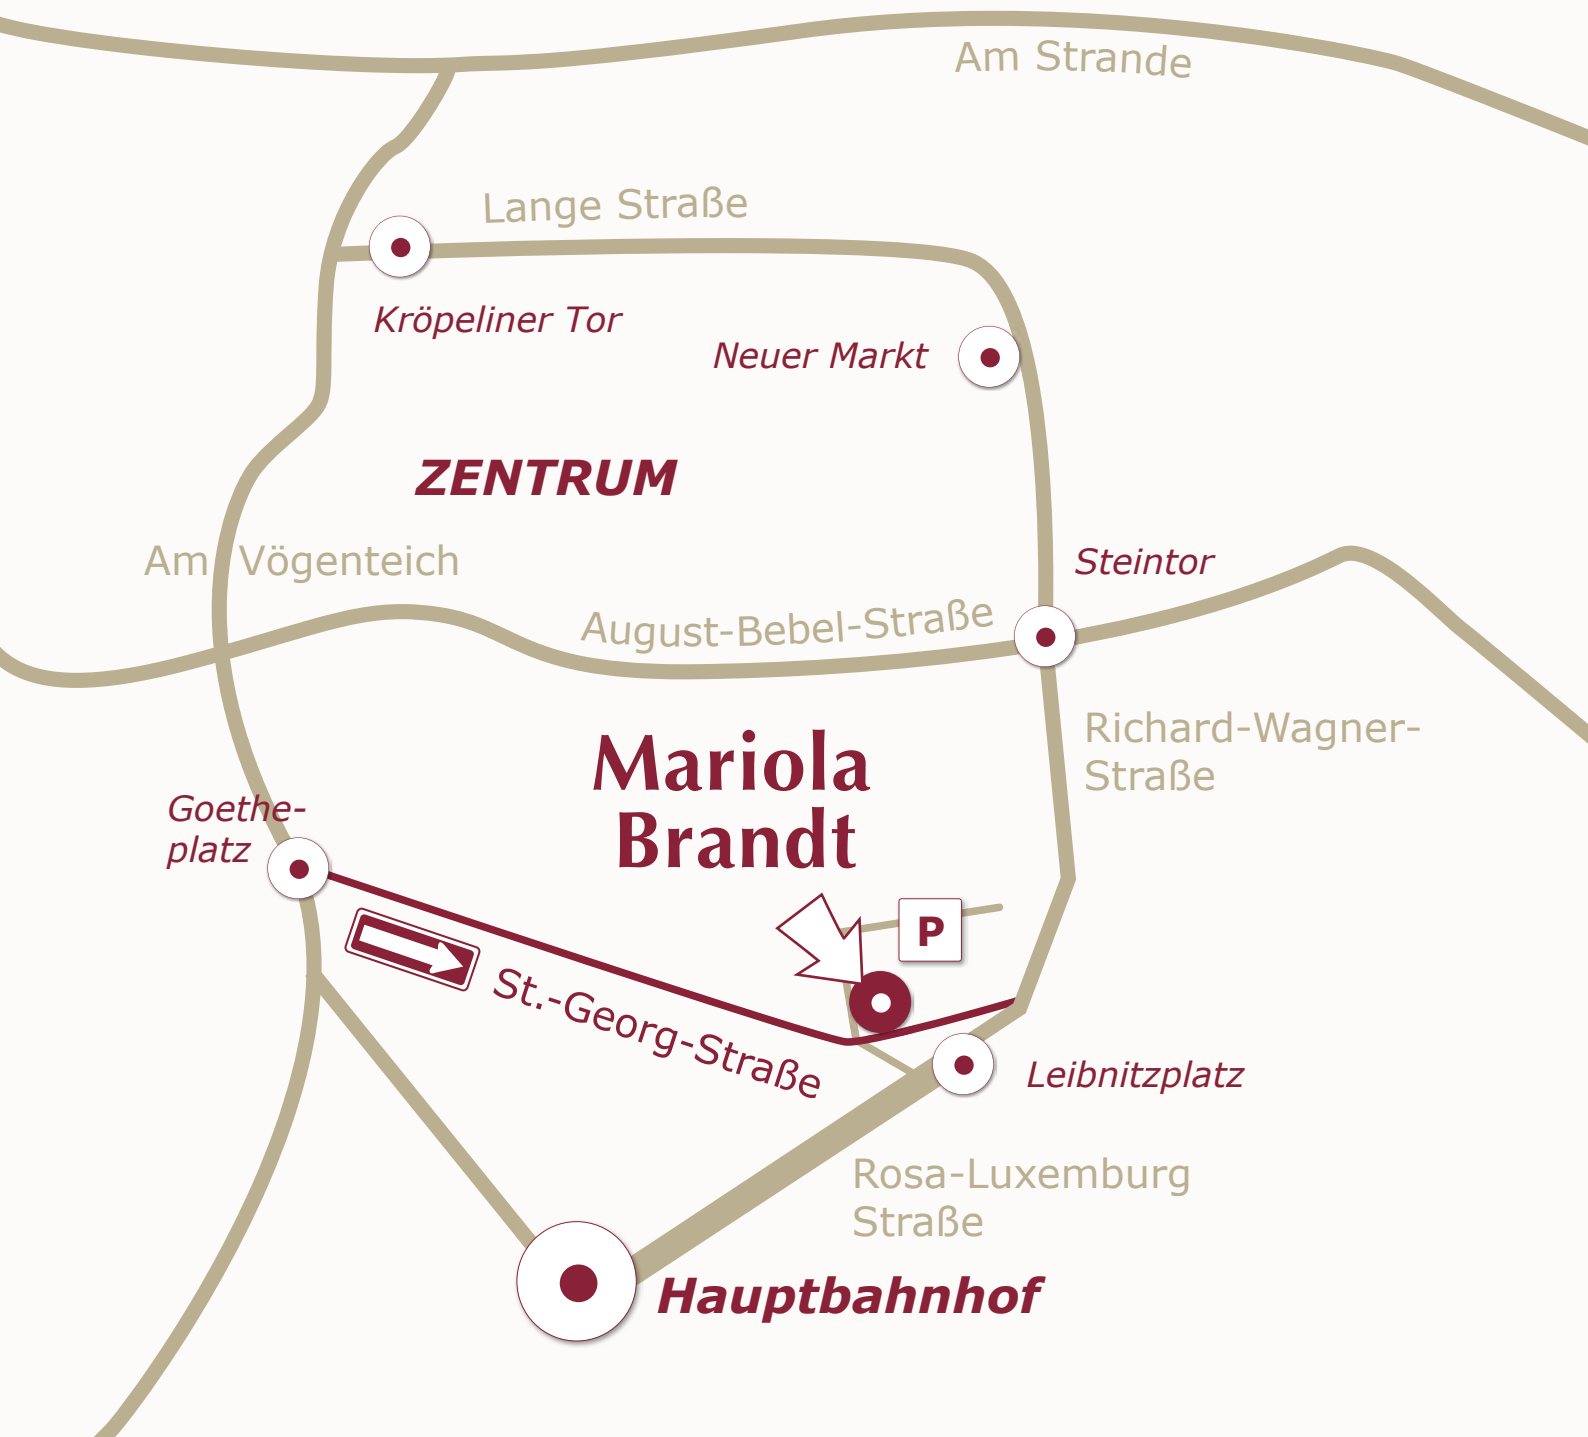 Am Strande
Lange Straße
Kröpeliner Tor
Neuer Markt
ZENTRUM
Am Vögenteich
Steintor
August-Bebel-Straße
Richard-Wagner-
Straße
Mariola
Brandt
Goethe-
platz
P
St.-Georg-Straße
Leibnitzplatz
Rosa-Luxemburg
Straße
Hauptbahnhof